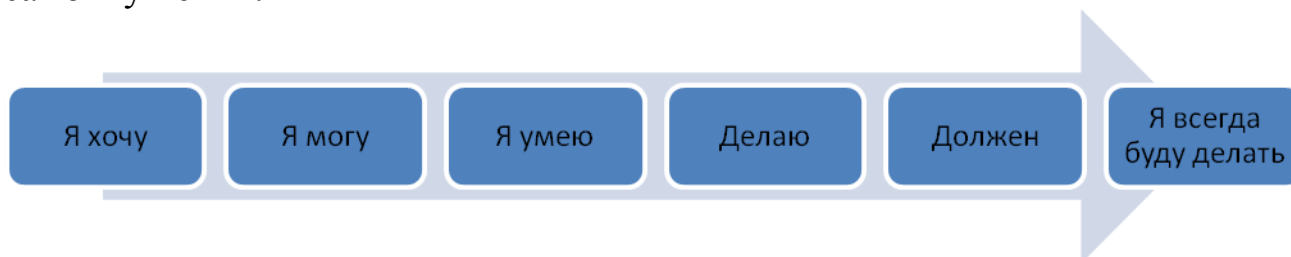 Я хочу
Я могу
Я умею
Делаю
Должен
Я всегда
буду делать